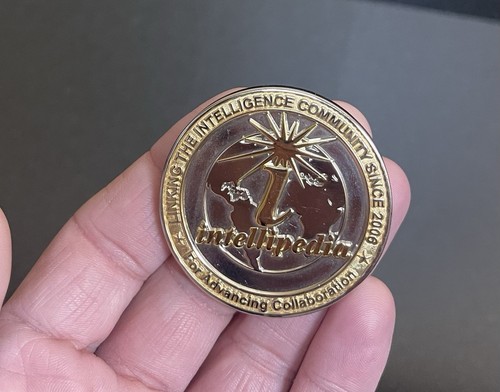 LINKING THE INTELLIGENCE COMMUNITY SINCE 2006
i
intellipedia
For Advancing Collaboration